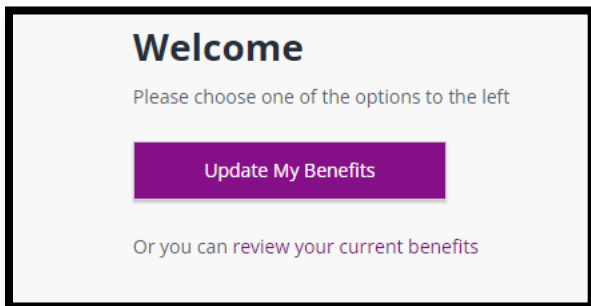 Welcome
Please choose one of the options to the left
Update My Benefits
Or you can review your current benefits